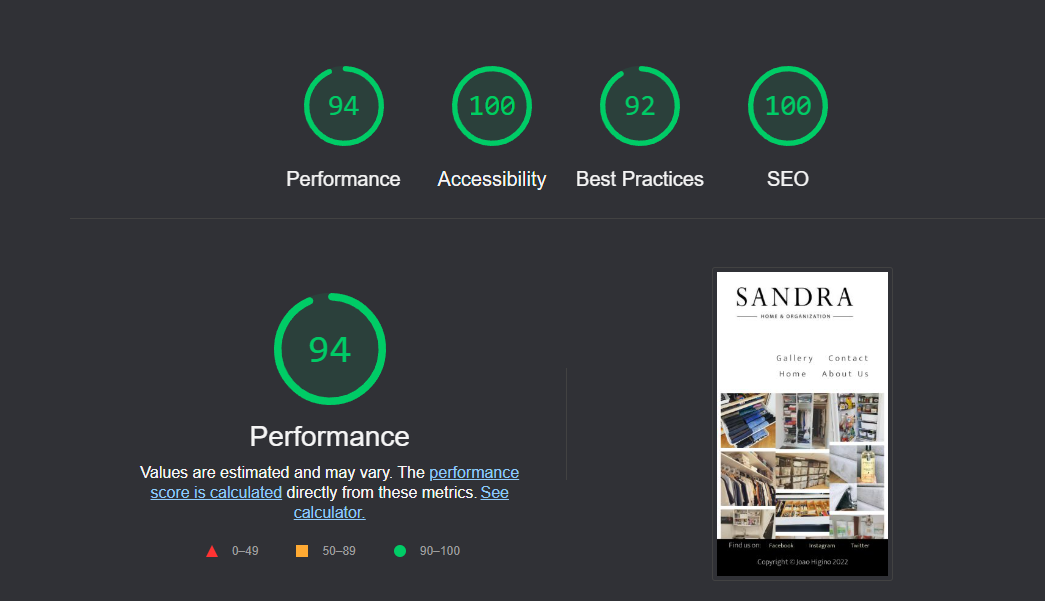 94 100 92 100
Performance Accessibility Best Practices SEO
94
Performance
Values are estimated and may vary. The performance
score is calculated directly from these metrics. See
calculator.
0–49 50–89 90–100
SANDRA
HOME & ORGANIZATION
Gallery Contact
Home About Us
Find us on: Facebook Instagram Twitter
Copyright © Joao Higino 2022